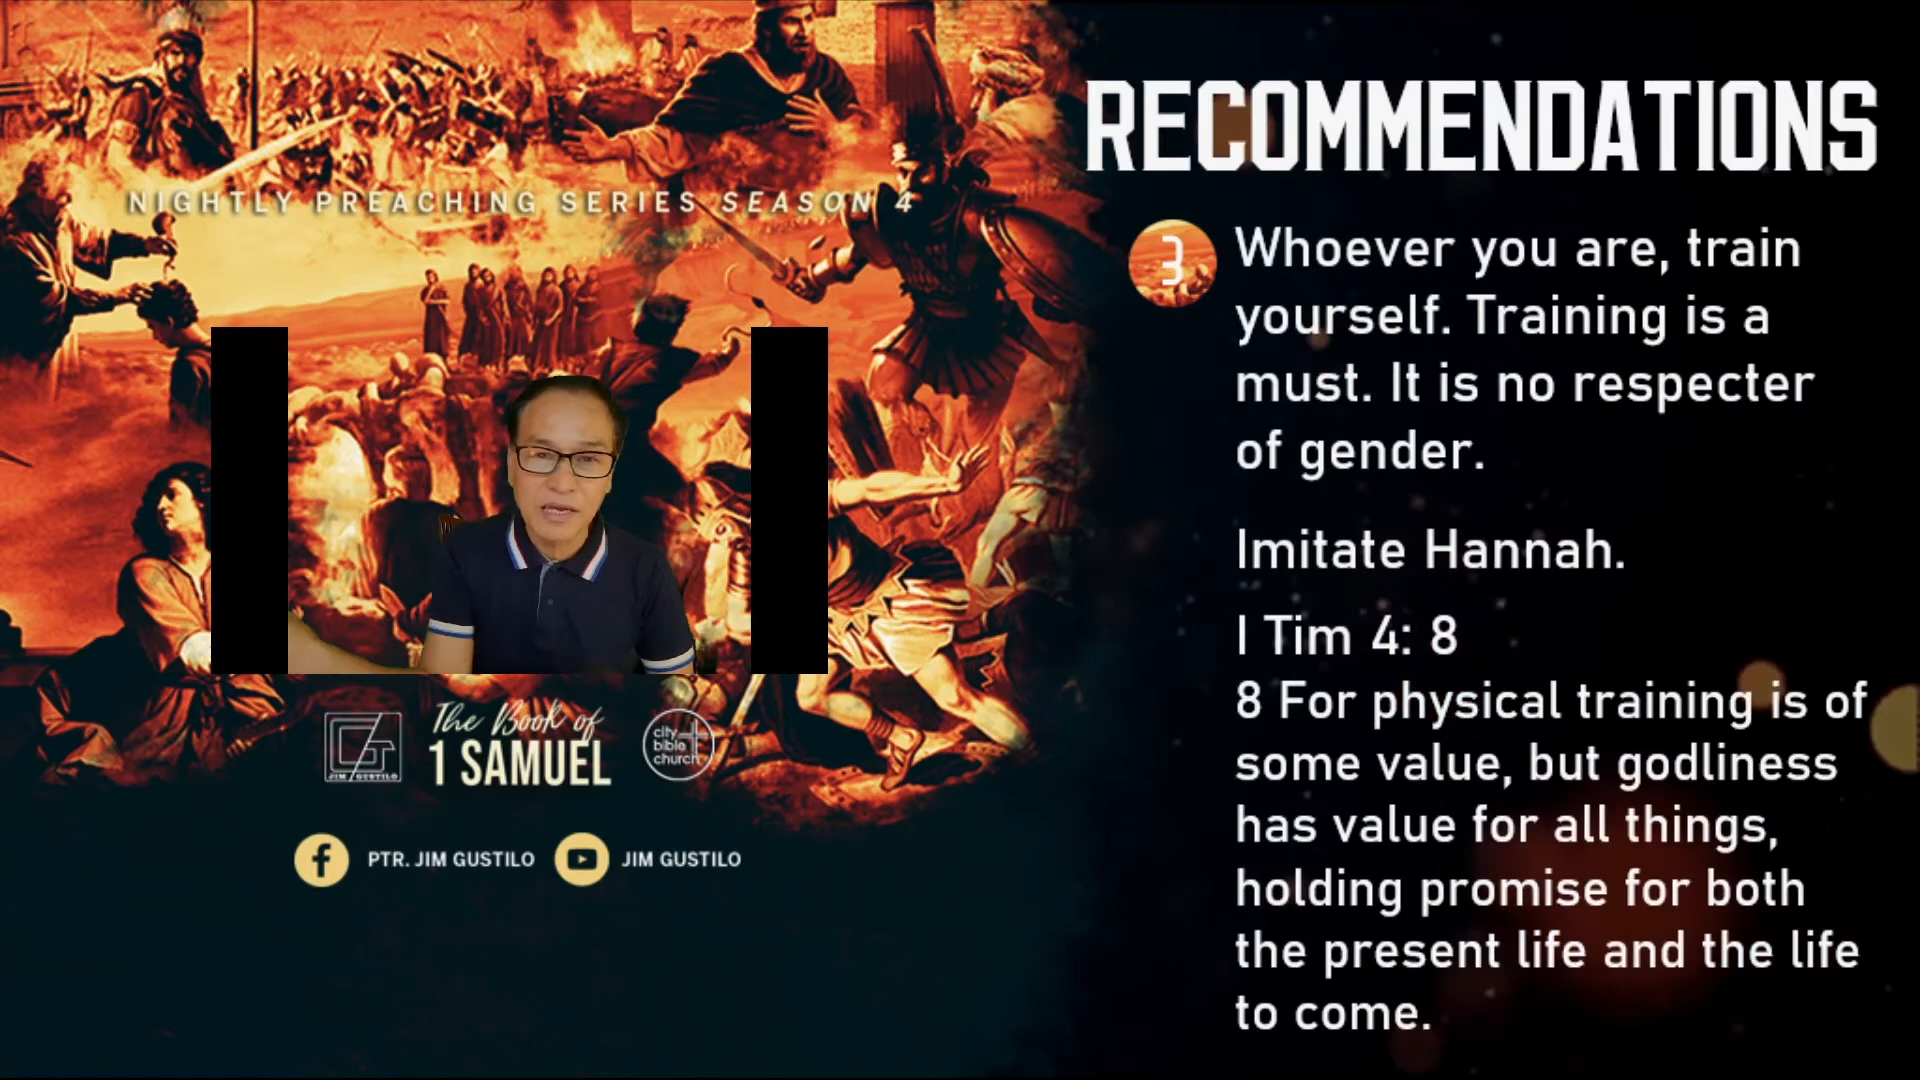 NIGHTLY PREACHING SERIES SEASON 4
JIM GUSTILO
The Book of
1 SAMUEL
city
bible
church
PTR. JIM GUSTILO
JIM GUSTILO
RECOMMENDATIONS
3
Whoever you are, train
yourself. Training is a
must. It is no respecter
of gender.
Imitate Hannah.
I Tim 4: 8
8 For physical training is of
some value, but godliness
has value for all things,
holding promise for both
the present life and the life
to come.